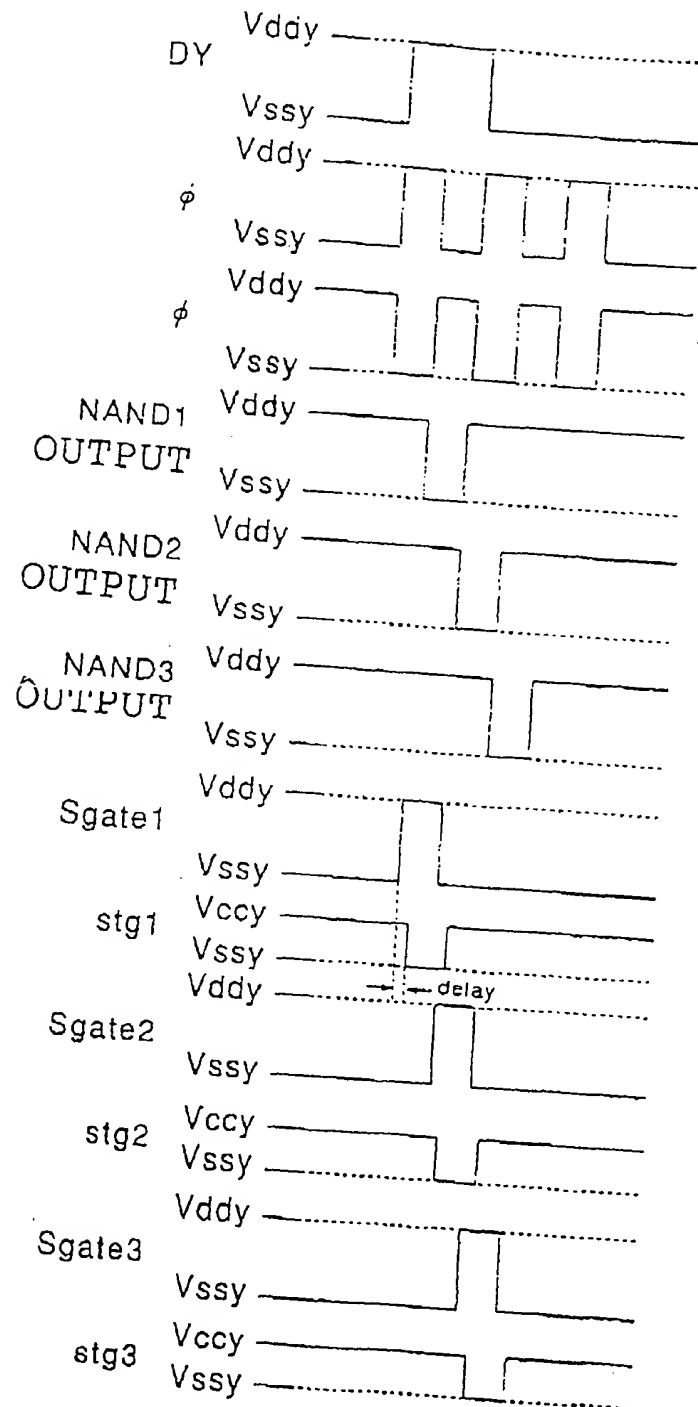 Vddy
DY
Vssy
Vddy
ϕ
Vssy
Vddy
ϕ
Vssy
NAND1
OUTPUT
Vddy
Vssy
NAND2
OUTPUT
Vddy
Vssy
NAND3
OUTPUT
Vddy
Vssy
Vddy
Sgate1
Vssy
Vccy
stg1
Vssy
Vddy
delay
Sgate2
Vssy
Vccy
stg2
Vssy
Vddy
Sgate3
Vssy
Vccy
stg3
Vssy